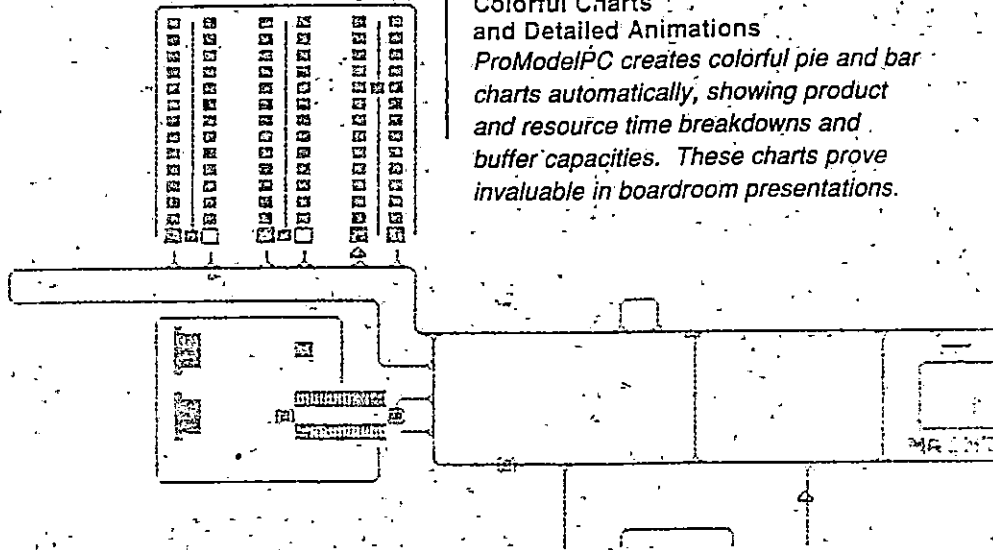 Colorful Charts
and Detailed Animations
ProModelPC creates colorful pie and bar
charts automatically, showing product
and resource time breakdowns and
buffer capacities. These charts prove
invaluable in boardroom presentations.